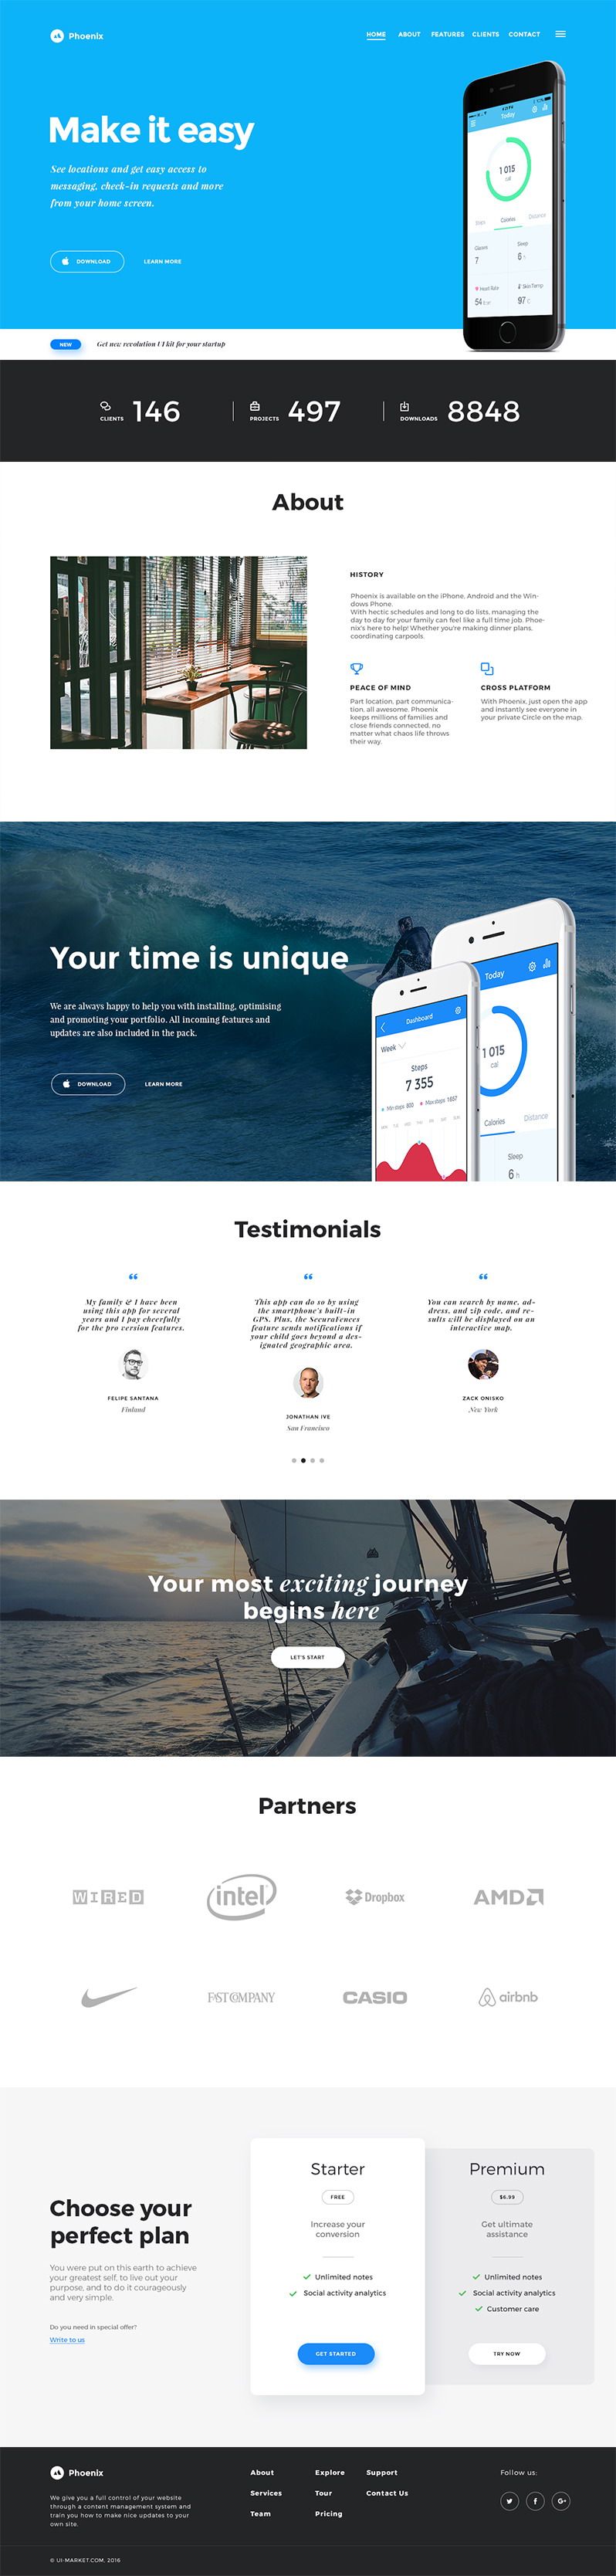 Phoenix
HOME ABOUT FEATURES CLIENTS CONTACT
Make it easy
See locations and get easy access to
messaging, check-in requests and more
from your home screen.
DOWNLOAD LEARN MORE
Today
1 015
cal
Steps Calories Distance
Glasses
7
Sleep
6 h
Heart Rate
54
Skin Temp
97
NEW Get new revolution UI kit for your startup
CLIENTS 146
PROJECTS 497
DOWNLOADS 8848
About
HISTORY
Phoenix is available on the iPhone, Android and the Win-
dows Phone.
With hectic schedules and long to do lists, managing the
day to day for your family can feel like a full time job. Phoe-
nix's here to help! Whether you're making dinner plans,
coordinating carpools.
PEACE OF MIND
Part location, part communica-
tion, all awesome. Phoenix
keeps millions of families and
close friends connected, no
matter what chaos life throws
their way.
CROSS PLATFORM
With Phoenix, just open the app
and instantly see everyone in
your private Circle on the map.
Your time is unique
We are always happy to help you with installing, optimising
and promoting your portfolio. All incoming features and
updates are also included in the pack.
DOWNLOAD LEARN MORE
Dashboard
Week
Steps
7 355
Min steps 800 Max steps 1657
Today
1 015
cal
Calories Distance
Sleep
6 h
Testimonials
My family & I have been
using this app for several
years and I pay cheerfully
for the pro version features.
FELIPE SANTANA
Finland
This app can do so by using
the smartphone's built-in
GPS. Plus, the SecuraFences
feature sends notifications if
your child goes beyond a des-
ignated geographic area.
JONATHAN IVE
San Francisco
You can search by name, ad-
dress, and zip code, and re-
sults will be displayed on an
interactive map.
ZACK ONISKO
New York
Your most exciting journey
begins here
LET'S START
Partners
WIRED intel Dropbox AMD
FAST COMPANY CASIO airbnb
Choose your
perfect plan
You were put on this earth to achieve
your greatest self, to live out your
purpose, and to do it courageously
and very simple.
Do you need in special offer?
Write to us
Starter
FREE
Increase your
conversion
Unlimited notes
Social activity analytics
GET STARTED
Premium
$6.99
Get ultimate
assistance
Unlimited notes
Social activity analytics
Customer care
TRY NOW
Phoenix
We give you a full control of your website
through a content management system and
train you how to make nice updates to your
own site.
About Explore Support
Services Tour Contact Us
Team Pricing
Follow us:
© UI-MARKET.COM, 2016